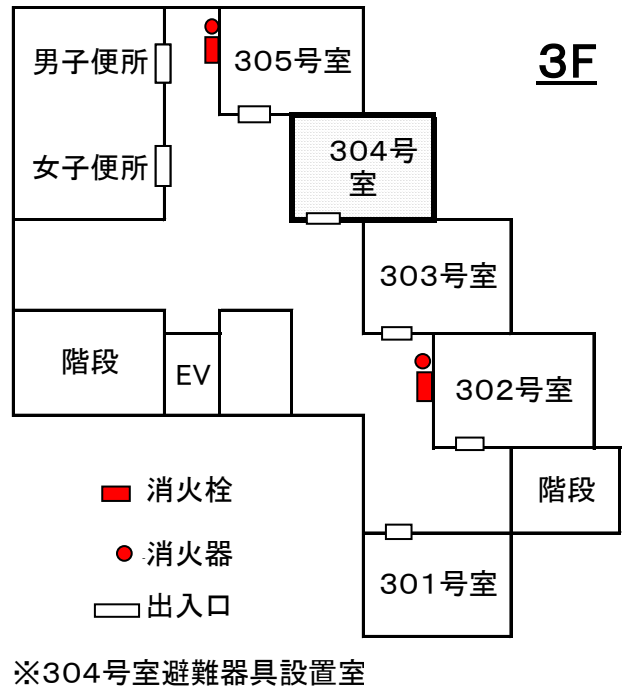 男子便所
305号室
3F
女子便所
304号
室
303号室
階段
EV
302号室
消火栓
階段
消火器
301号室
出入口
※304号室避難器具設置室